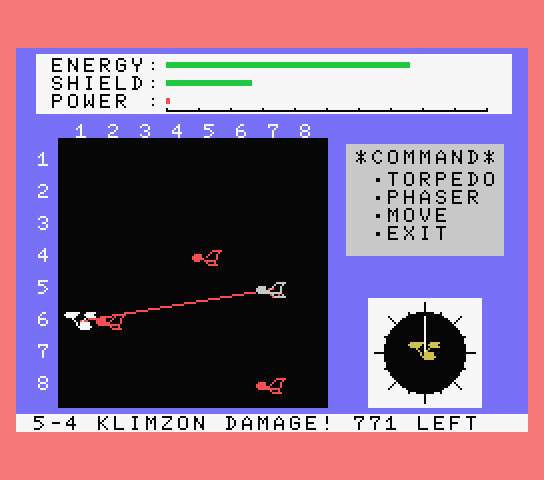 ENERGY:
SHIELD:
POWER :
1 2 3 4 5 6 7 8
1
2
3
4
5
6
7
8
*COMMAND*
·TORPEDO
·PHASER
·MOVE
·EXIT
5-4 KLIMZON DAMAGE! 771 LEFT